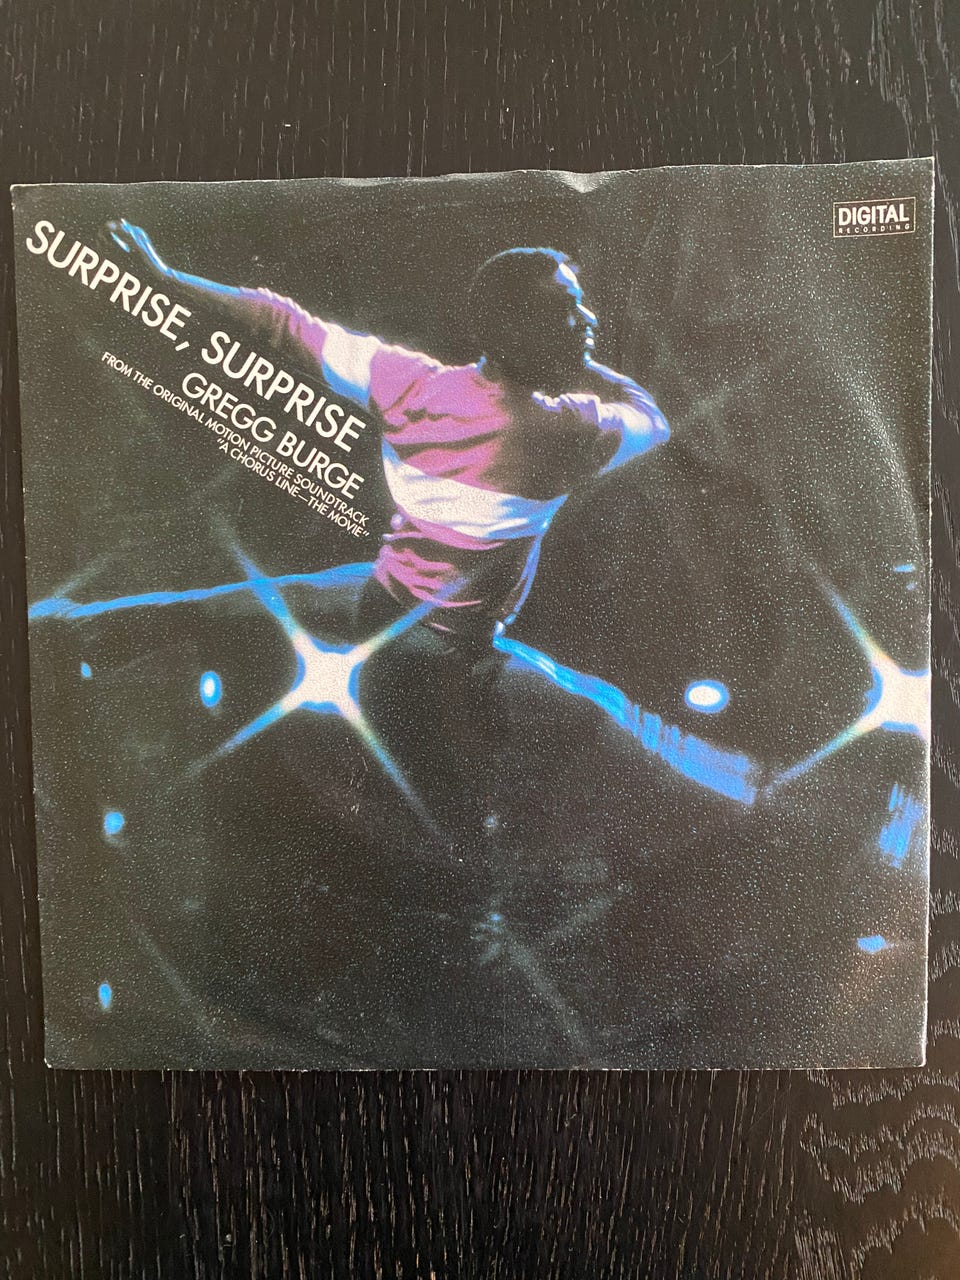 SURPRISE, SURPRISE
GREGG BURGE
FROM THE ORIGINAL MOTION PICTURE SOUNDTRACK
"A CHORUS LINE—THE MOVIE"
DIGITAL
RECORDING